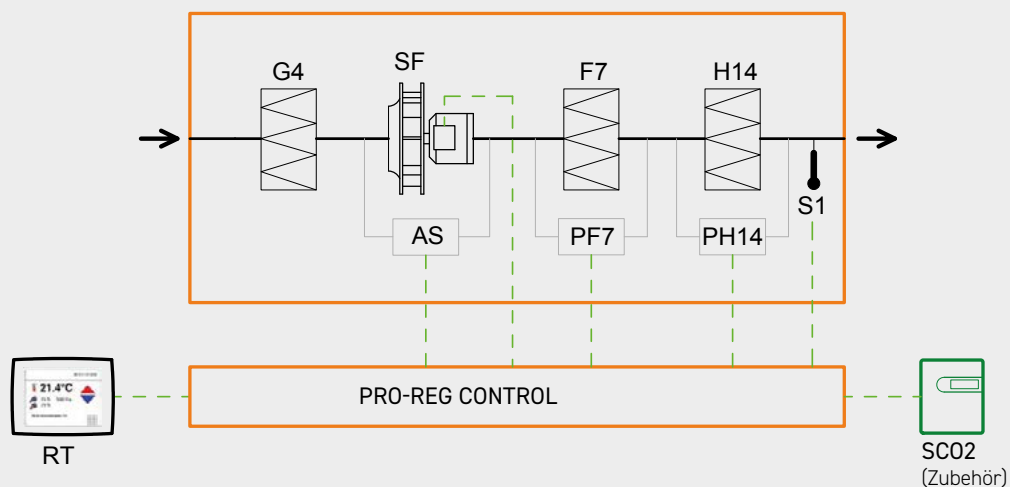 G4
SF
F7
H14
S1
AS
PF7
PH14
21.4°C
PRO-REG CONTROL
RT
SCO2
(Zubehör)